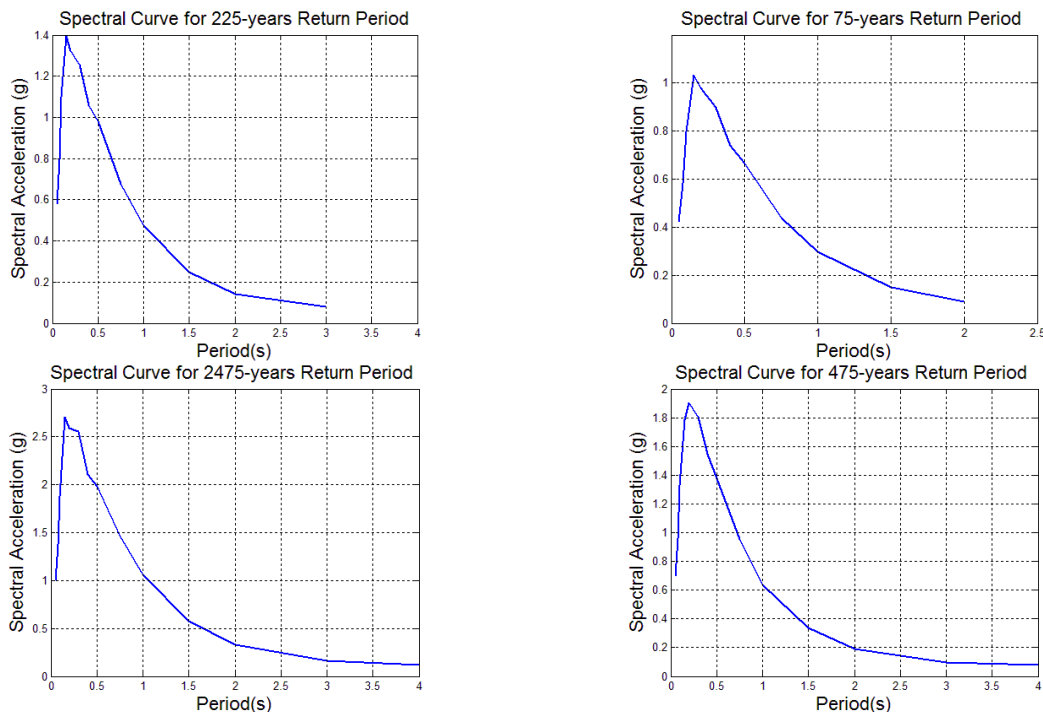 Spectral Curve for 225-years Return Period
Spectral Acceleration (g)
1.4
1.2
1
0.8
0.6
0.4
0.2
0
0 0.5 1 1.5 2 2.5 3 3.5 4
Period(s)
Spectral Curve for 75-years Return Period
Spectral Acceleration (g)
1
0.8
0.6
0.4
0.2
0
0 0.5 1 1.5 2 2.5
Period(s)
Spectral Curve for 2475-years Return Period
Spectral Acceleration (g)
3
2.5
2
1.5
1
0.5
0
0 0.5 1 1.5 2 2.5 3 3.5 4
Period(s)
Spectral Curve for 475-years Return Period
Spectral Acceleration (g)
2
1.8
1.6
1.4
1.2
1
0.8
0.6
0.4
0.2
0
0 0.5 1 1.5 2 2.5 3 3.5 4
Period(s)